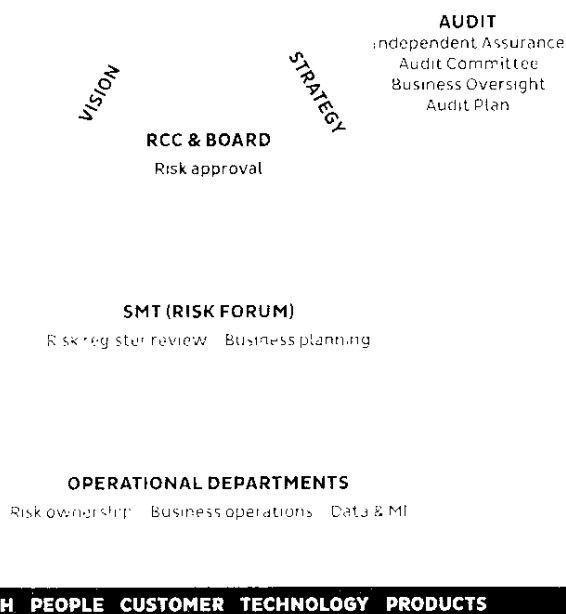 AUDIT
Independent Assurance
Audit Committee
Business Oversight
Audit Plan
VISION
STRATEGY
RCC & BOARD
Risk approval
SMT (RISK FORUM)
Risk register review Business planning
OPERATIONAL DEPARTMENTS
Risk ownership Business operations Data & MI
PEOPLE CUSTOMER TECHNOLOGY PRODUCTS